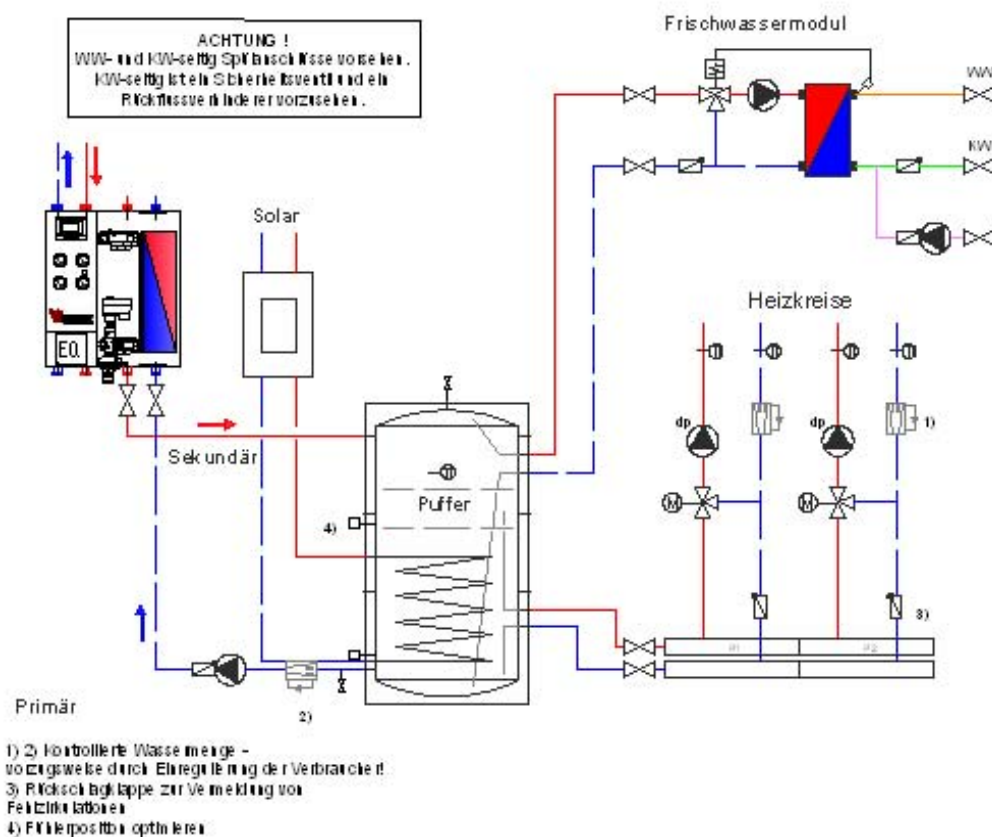 Frischwassermodul
ACHTUNG !
WW- und KW-seitig Spülanschlüsse vorsehen.
KW-seitig ist ein Sicherheitsventil und ein
Rückflussverhinderer vorzusehen.
WW
KW
Solar
Heizkreise
E.O.
dp
dp
1)
Sekundär
Puffer
4)
M
M
3)
2)
Primär
1) 2) Kontrollierte Wassermenge -
vorzugsweise durch Einregulierung der Verbraucher!
3) Rückschlagklappe zur Vermeidung von
Fehlzirkulationen
4) Fühlerposition optimieren